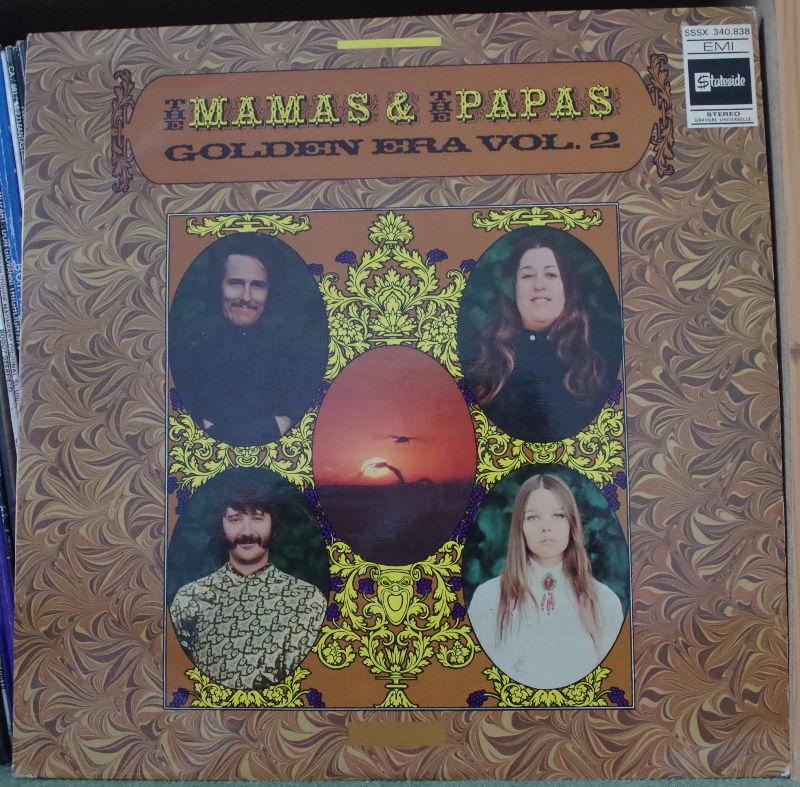 SSSX 340.838
EMI
Stateside
STEREO
GRAVURE UNIVERSELLE
THE MAMAS & THE PAPAS
GOLDEN ERA VOL. 2